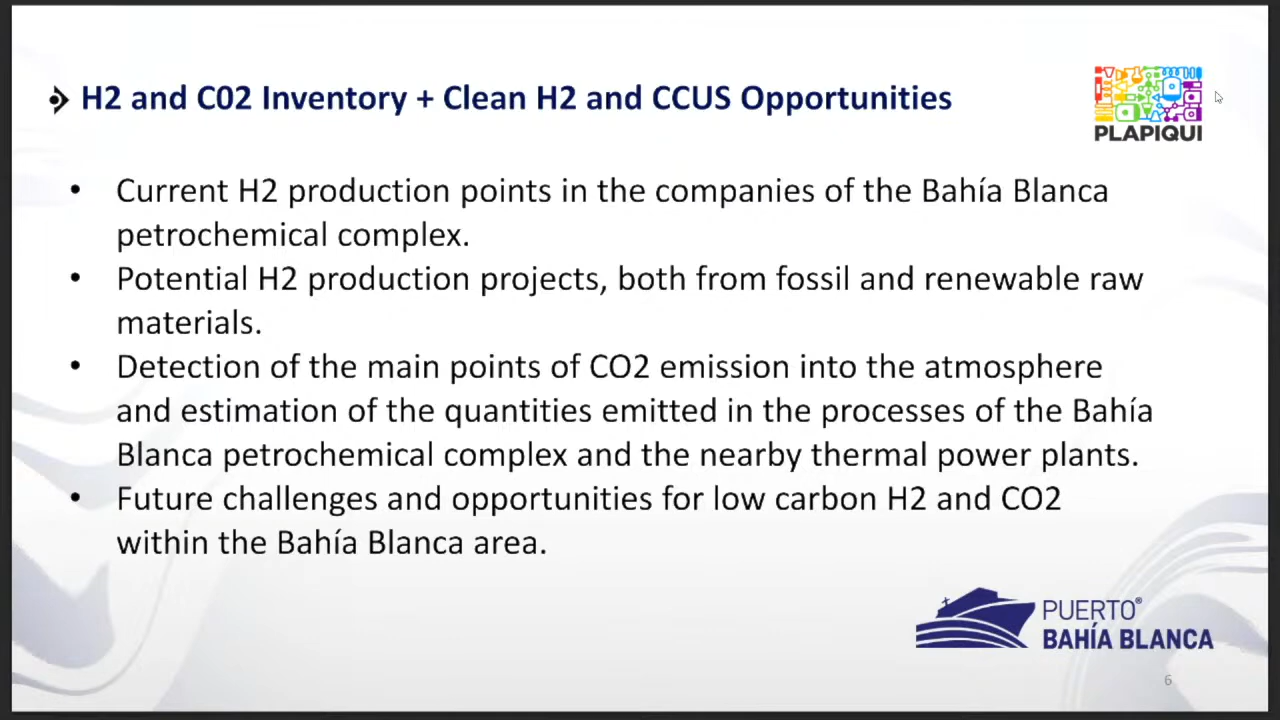 H2 and C02 Inventory + Clean H2 and CCUS Opportunities
PLAPIQUI
• Current H2 production points in the companies of the Bahía Blanca
petrochemical complex.
• Potential H2 production projects, both from fossil and renewable raw
materials.
• Detection of the main points of CO2 emission into the atmosphere
and estimation of the quantities emitted in the processes of the Bahía
Blanca petrochemical complex and the nearby thermal power plants.
• Future challenges and opportunities for low carbon H2 and CO2
within the Bahía Blanca area.
PUERTO®
BAHÍA BLANCA
6